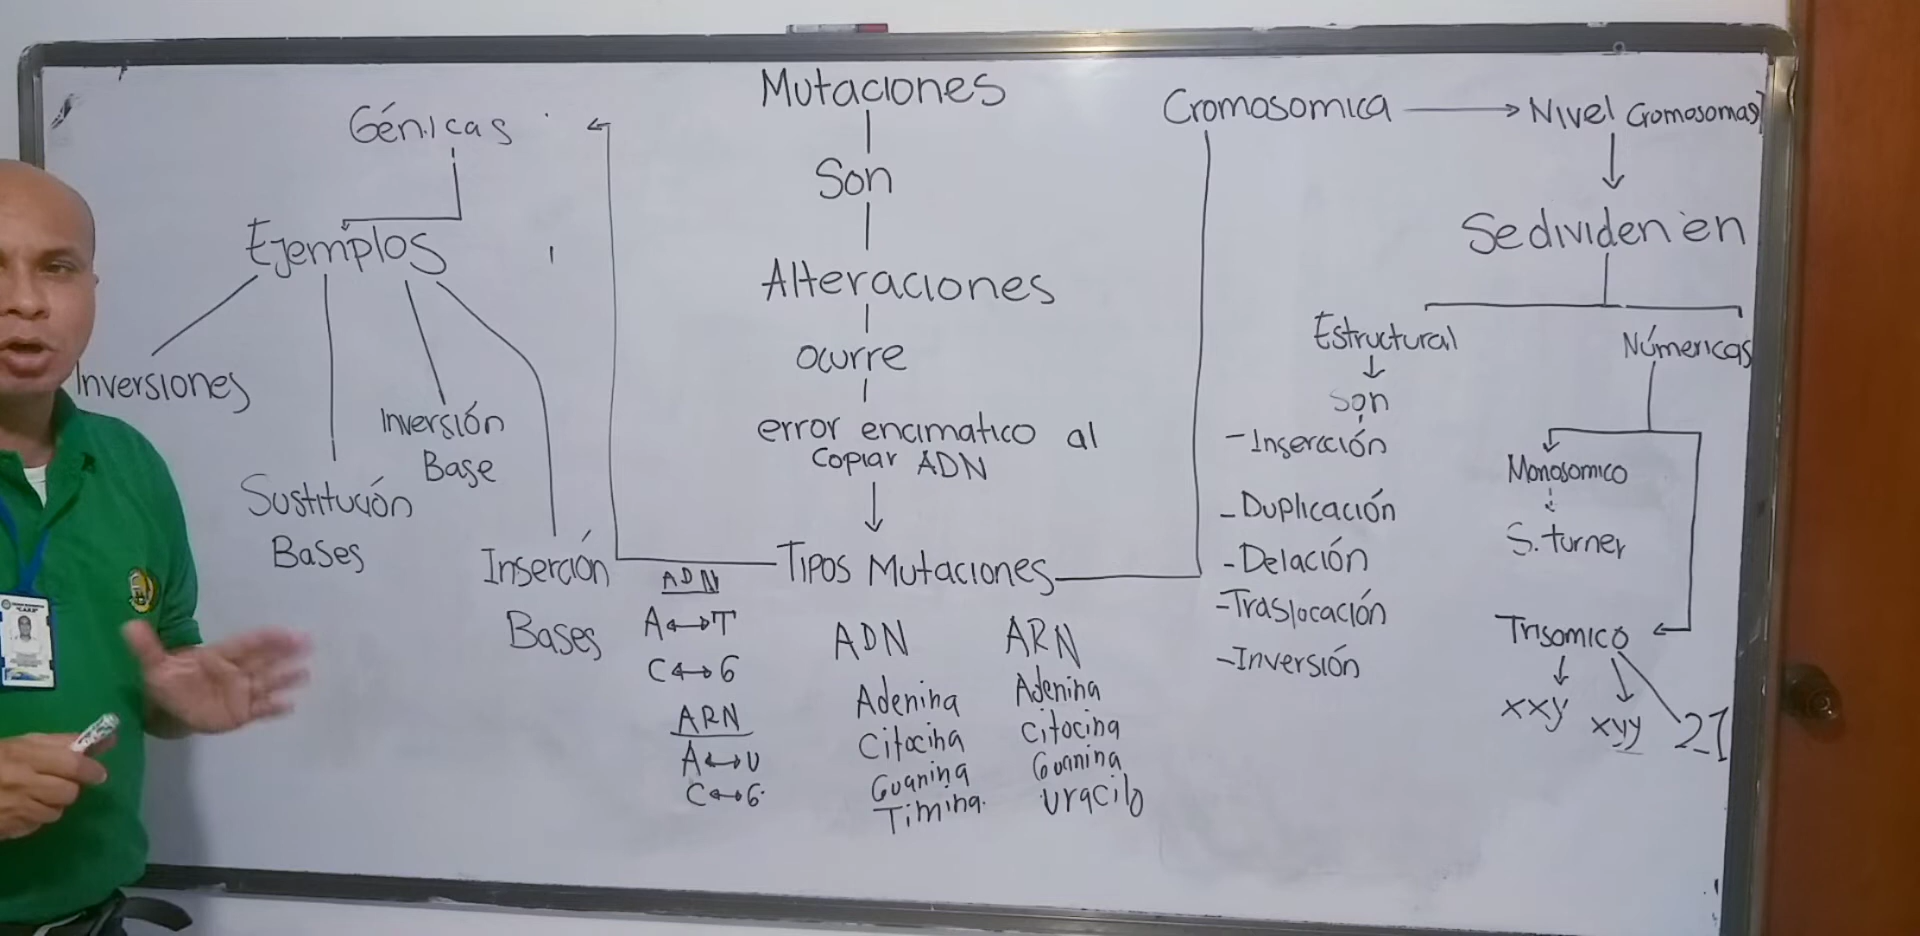 Mutaciones
Son
Alteraciones
ocurre
error encimatico al
Copiar ADN
Tipos Mutaciones
Génicas
Ejemplos
Inversiones
Sustitución
Bases
Inversión
Base
Inserción
Bases
ADN
A↔T
C↔G
ARN
A↔U
C↔G
ADN
Adenina
Citocina
Guanina
Timina
ARN
Adenina
Citocina
Guanina
Uracilo
Cromosomica → Nivel Cromosomas
Se dividen en
Estructural
Son
- Insercción
- Duplicación
- Delación
- Traslocación
- Inversión
Númericas
Monosomico
S. turner
Trisomico
xxy
xyy
21